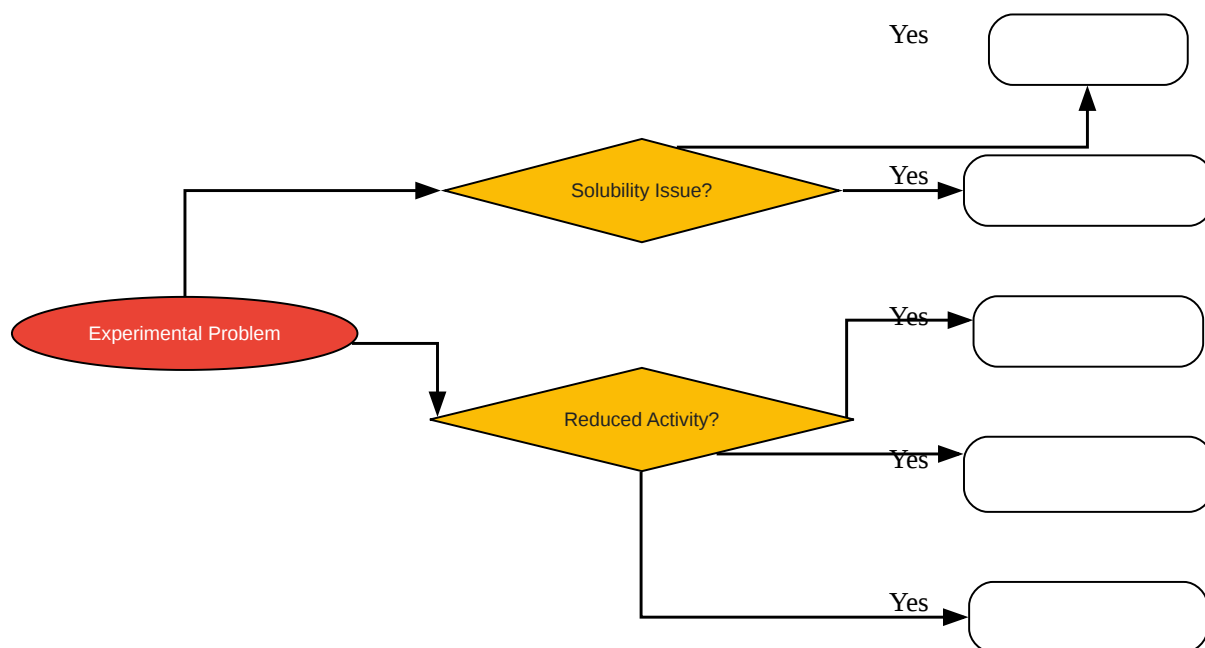 Yes
Solubility Issue?
Yes
Experimental Problem
Yes
Reduced Activity?
Yes
Yes